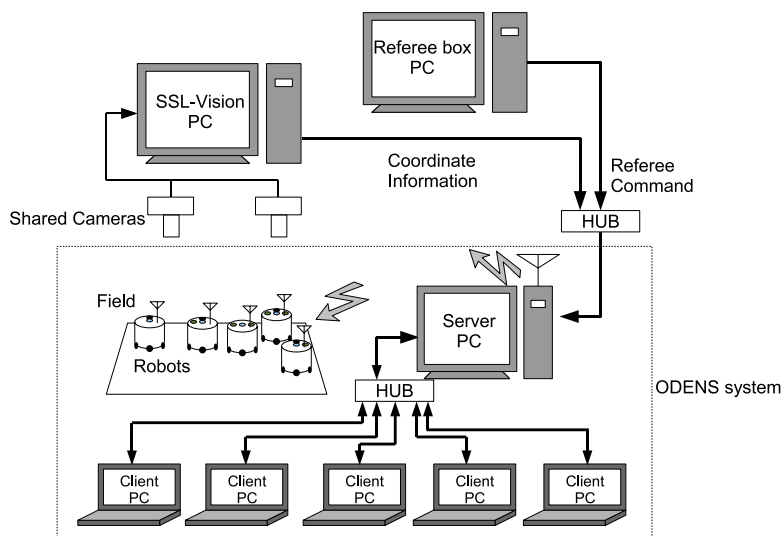 Referee box
PC
SSL-Vision
PC
Coordinate
Information
Referee
Command
Shared Cameras
HUB
Field
Robots
Server
PC
HUB
ODENS system
Client
PC
Client
PC
Client
PC
Client
PC
Client
PC